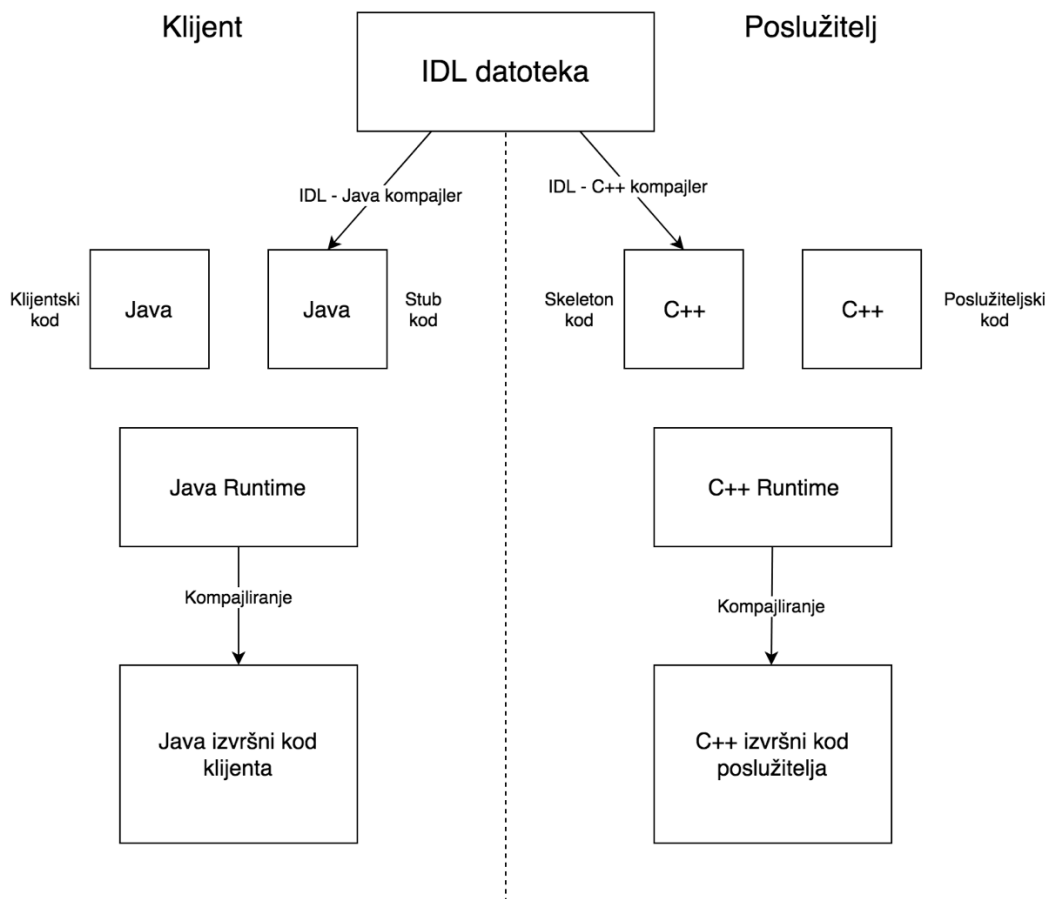 Klijent
Poslužitelj
IDL datoteka
IDL - Java kompajler
IDL - C++ kompajler
Klijentski
kod
Java
Java
Stub
kod
Skeleton
kod
C++
C++
Poslužiteljski
kod
Java Runtime
C++ Runtime
Kompajliranje
Kompajliranje
Java izvršni kod
klijenta
C++ izvršni kod
poslužitelja